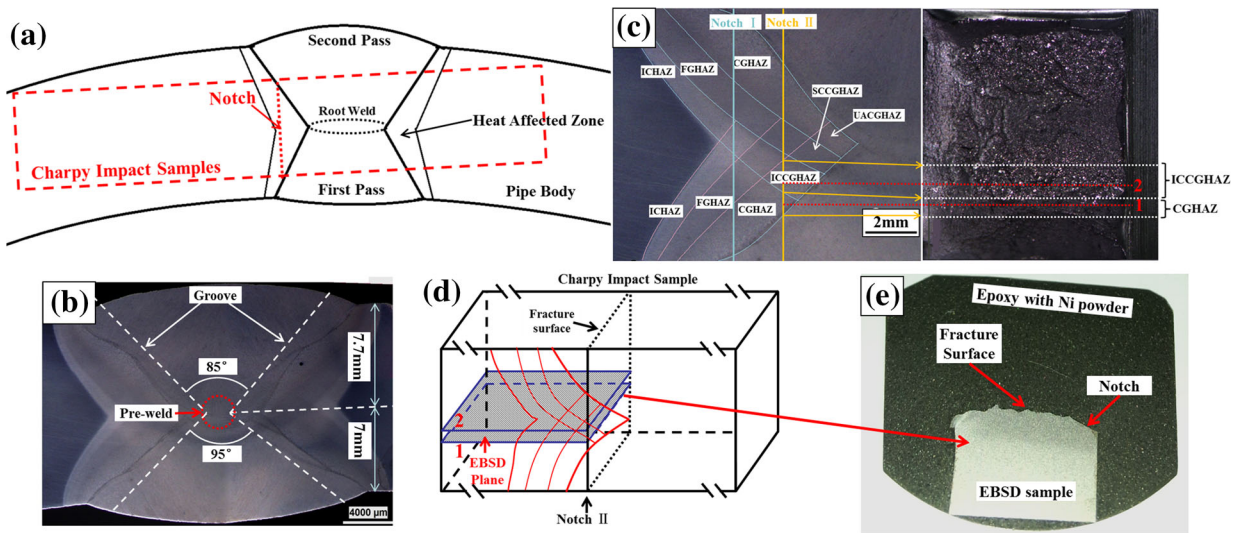 (a)
Second Pass
Notch
Root Weld
Heat Affected Zone
Charpy Impact Samples
First Pass
Pipe Body
(b)
Groove
85°
7.7mm
Pre-weld
95°
7mm
4000 μm
(c)
Notch Ⅰ
Notch Ⅱ
ICHAZ
FGHAZ
CGHAZ
SCCGHAZ
UACGHAZ
ICCGHAZ
FGHAZ
ICHAZ
CGHAZ
2mm
2
ICCGHAZ
1
CGHAZ
(d)
Charpy Impact Sample
Fracture
surface
2
1
EBSD
Plane
Notch Ⅱ
(e)
Epoxy with Ni powder
Fracture
Surface
Notch
EBSD sample